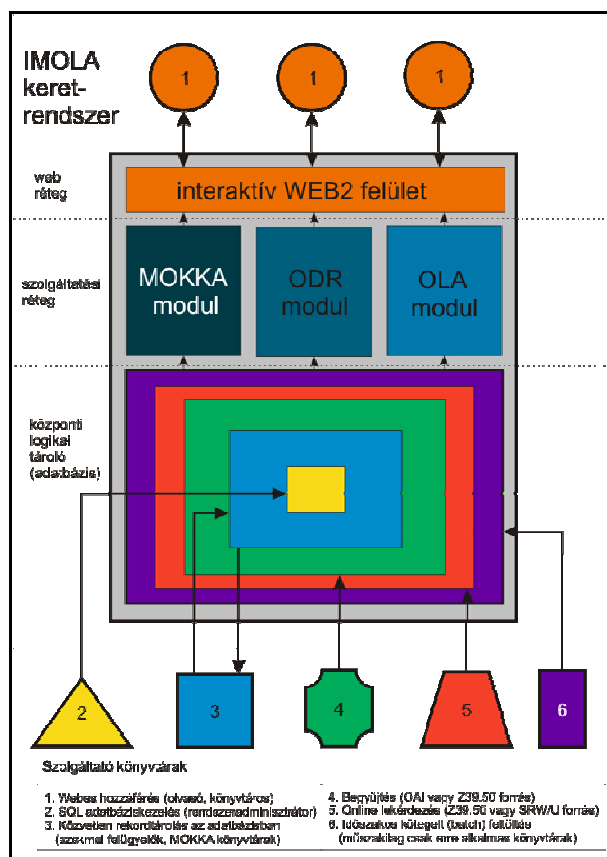 IMOLA
keret-
rendszer
1
1
1
web
réteg
interaktív WEB2 felület
szolgáltatási
réteg
MOKKA
modul
ODR
modul
OLA
modul
központi
logikai
tároló
(adatbázis)
2
3
4
5
6
Szolgáltató könyvtárak
1. Webes hozzáférés (olvasó, könyvtáros)
2. SQL adatbáziskezelés (rendszeradminisztrátor)
3. Közvetlen rekordtárolás az adatbázisban
(szakmai felügyelők, MOKKA könyvtárak)
4. Begyűjtés (OAI vagy Z39.50 forrás)
5. Online lekérdezés (Z39.50 vagy SRW/U forrás)
6. Időszakos kötegelt (batch) feltöltés
(műszakilag csak erre alkalmas könyvtárak)